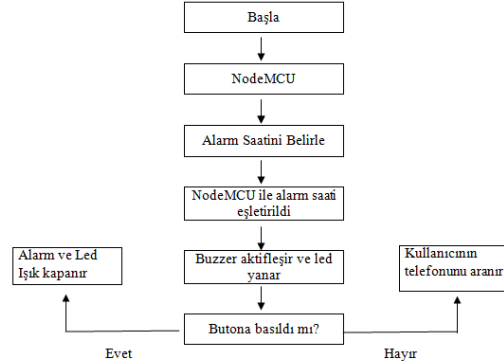 Başla
NodeMCU
Alarm Saatini Belirle
NodeMCU ile alarm saati
eşletirildi
Buzzer aktifleşir ve led
yanar
Alarm ve Led
Işık kapanır
Kullanıcının
telefonunu aranır
Butona basıldı mı?
Evet
Hayır